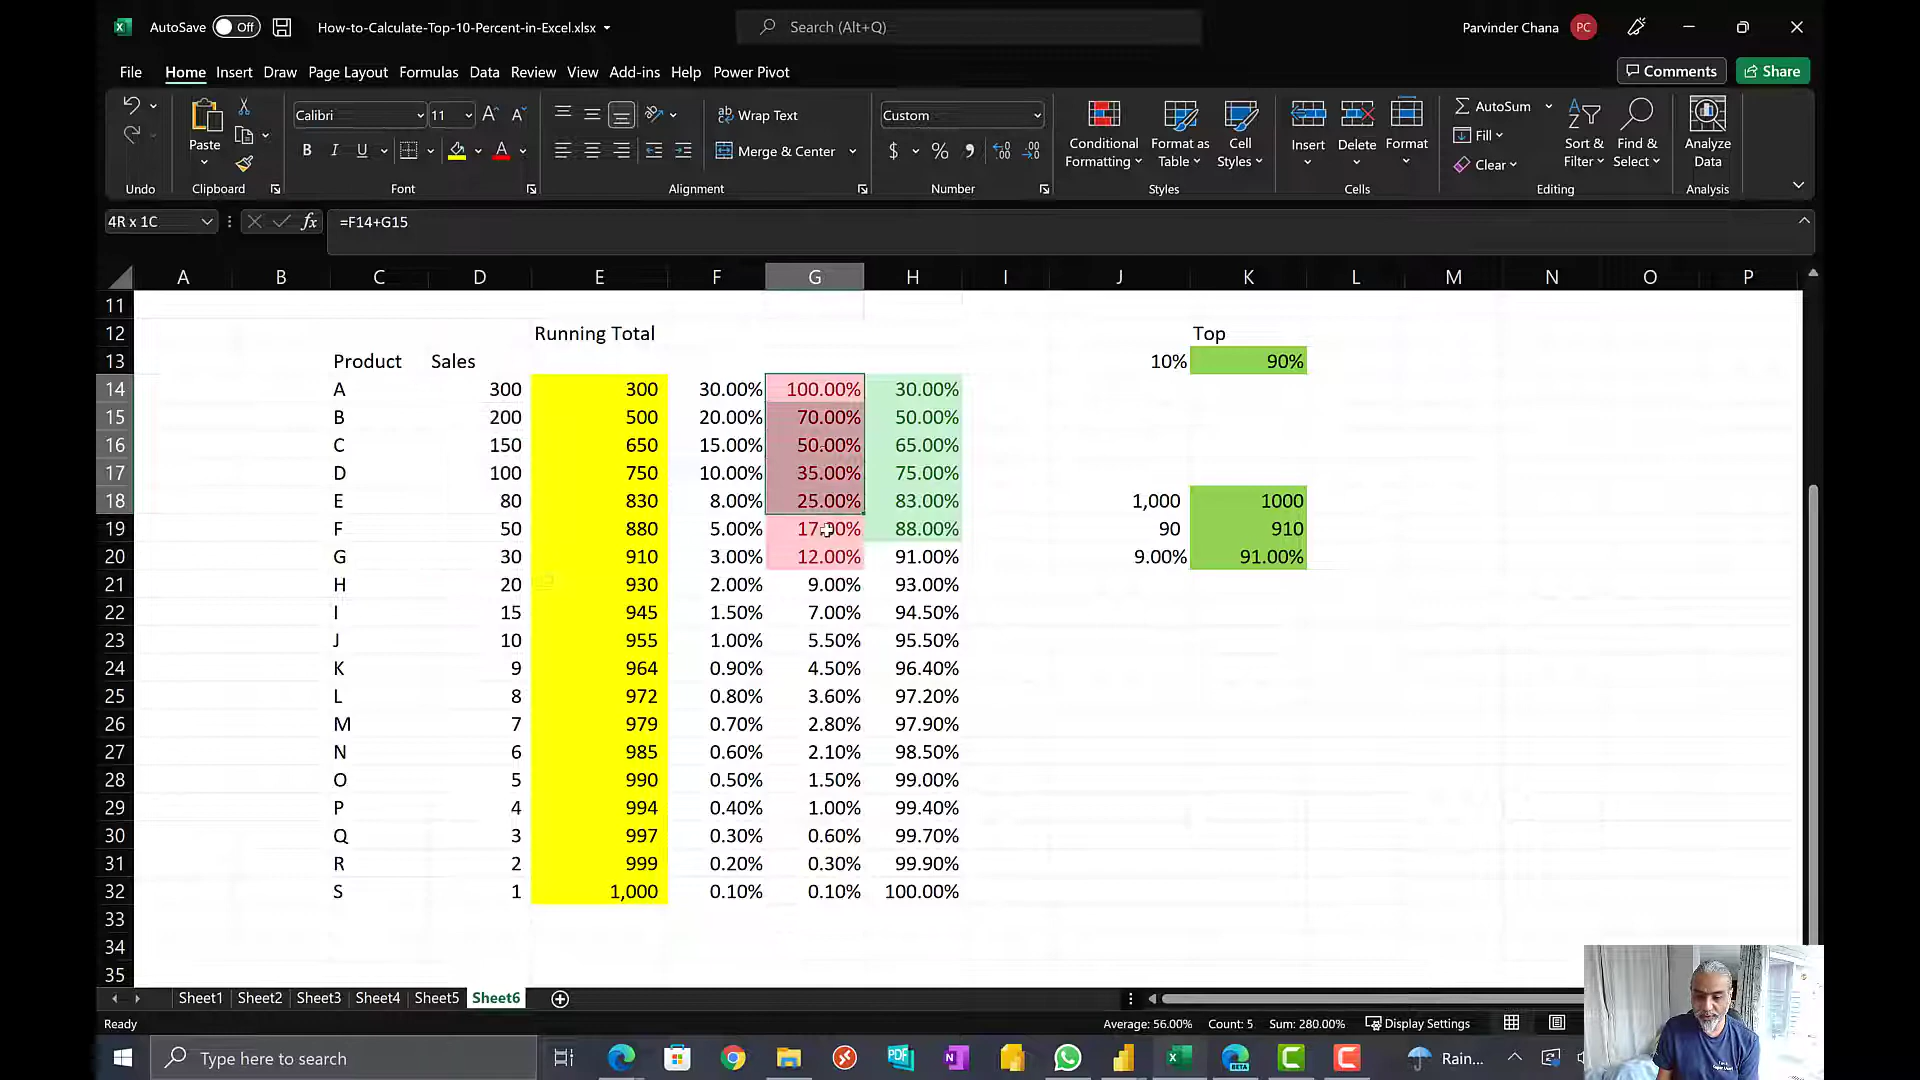 AutoSave Off How-to-Calculate-Top-10-Percent-in-Excel.xlsx Search (Alt+Q) Parvinder Chana PC
File Home Insert Draw Page Layout Formulas Data Review View Add-ins Help Power Pivot Comments Share
Paste Calibri 11 Wrap Text Custom Conditional Formatting Format as Table Cell Styles Insert Delete Format AutoSum Sort & Filter Find & Select Analyze Data
B I U A Merge & Center $ % Fill
Clear
Undo Clipboard Font Alignment Number Styles Cells Editing Analysis
4R x 1C fx =F14+G15
A B C D E F G H I J K L M N O P
11
12 Running Total Top
13 Product Sales 10% 90%
14 A 300 300 30.00% 100.00% 30.00%
15 B 200 500 20.00% 70.00% 50.00%
16 C 150 650 15.00% 50.00% 65.00%
17 D 100 750 10.00% 35.00% 75.00%
18 E 80 830 8.00% 25.00% 83.00% 1,000 1000
19 F 50 880 5.00% 88.00% 90 910
20 G 30 910 3.00% 12.00% 91.00% 9.00% 91.00%
21 H 20 930 2.00% 9.00% 93.00%
22 I 15 945 1.50% 7.00% 94.50%
23 J 10 955 1.00% 5.50% 95.50%
24 K 9 964 0.90% 4.50% 96.40%
25 L 8 972 0.80% 3.60% 97.20%
26 M 7 979 0.70% 2.80% 97.90%
27 N 6 985 0.60% 2.10% 98.50%
28 O 5 990 0.50% 1.50% 99.00%
29 P 4 994 0.40% 1.00% 99.40%
30 Q 3 997 0.30% 0.60% 99.70%
31 R 2 999 0.20% 0.30% 99.90%
32 S 1 1,000 0.10% 0.10% 100.00%
33
34
35
Sheet1 Sheet2 Sheet3 Sheet4 Sheet5 Sheet6
Ready Average: 56.00% Count: 5 Sum: 280.00% Display Settings
Type here to search Rain...